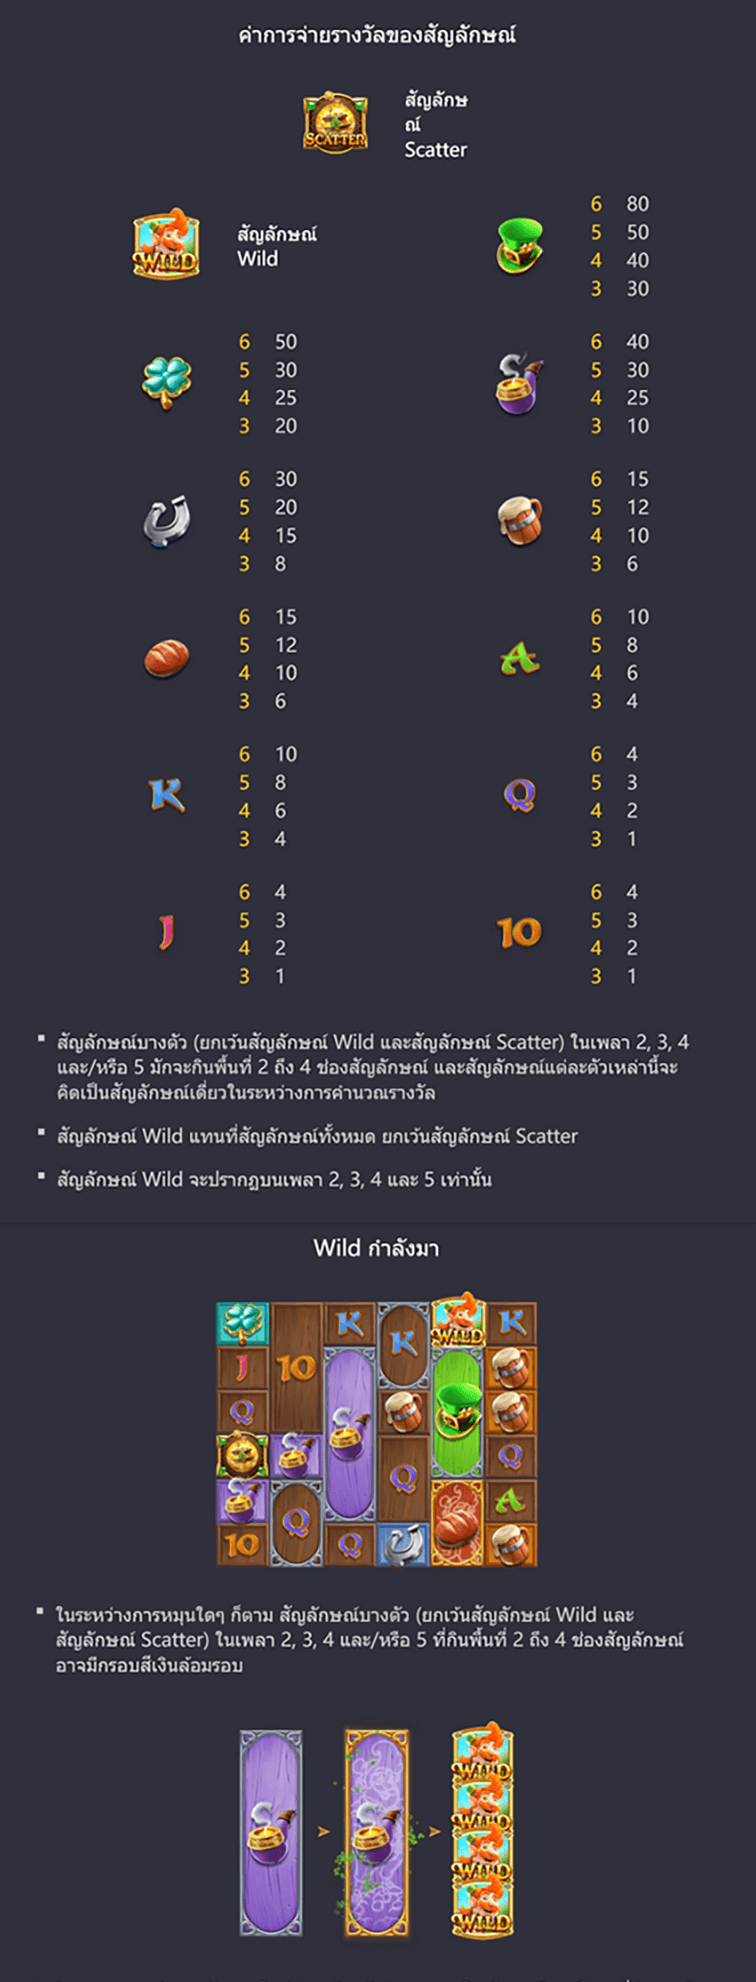 ค่าการจ่ายรางวัลของสัญลักษณ์
SCATTER
สัญลักษ
ณ์
Scatter
WILD
สัญลักษณ์
Wild
6 80
5 50
4 40
3 30
6 50
5 30
4 25
3 20
6 40
5 30
4 25
3 10
6 30
5 20
4 15
3 8
6 15
5 12
4 10
3 6
6 15
5 12
4 10
3 6
A
6 10
5 8
4 6
3 4
K
6 10
5 8
4 6
3 4
Q
6 4
5 3
4 2
3 1
J
6 4
5 3
4 2
3 1
10
6 4
5 3
4 2
3 1
▪ สัญลักษณ์บางตัว (ยกเว้นสัญลักษณ์ Wild และสัญลักษณ์ Scatter) ในเพลา 2, 3, 4
และ/หรือ 5 มักจะกินพื้นที่ 2 ถึง 4 ช่องสัญลักษณ์ และสัญลักษณ์แต่ละตัวเหล่านี้จะ
คิดเป็นสัญลักษณ์เดี่ยวในระหว่างการคำนวณรางวัล
▪ สัญลักษณ์ Wild แทนที่สัญลักษณ์ทั้งหมด ยกเว้นสัญลักษณ์ Scatter
▪ สัญลักษณ์ Wild จะปรากฏบนเพลา 2, 3, 4 และ 5 เท่านั้น
Wild กำลังมา
K K WILD K
J 10
Q
Q Q
A
10 Q Q
▪ ในระหว่างการหมุนใดๆ ก็ตาม สัญลักษณ์บางตัว (ยกเว้นสัญลักษณ์ Wild และ
สัญลักษณ์ Scatter) ในเพลา 2, 3, 4 และ/หรือ 5 ที่กินพื้นที่ 2 ถึง 4 ช่องสัญลักษณ์
อาจมีกรอบสีเงินล้อมรอบ
WILD
WILD
WILD
WILD